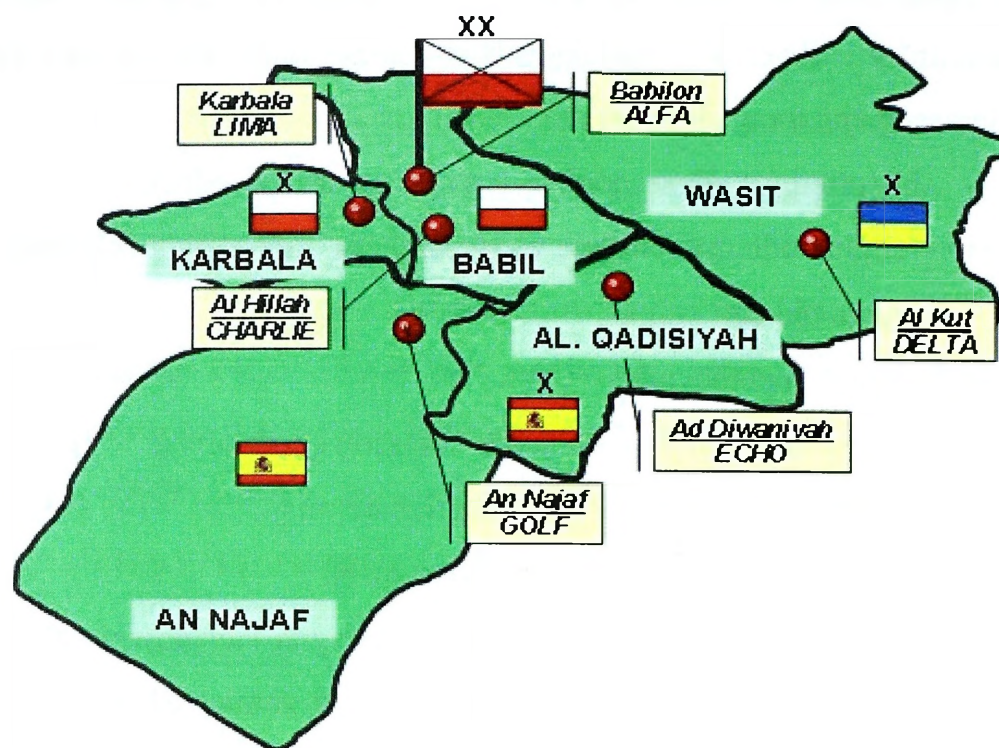 XX
Karbala
LIMA
Babilon
ALFA
X
WASIT
X
KARBALA
BABIL
Al Hillah
CHARLIE
AL. QADISIYAH
Al Kut
DELTA
X
Ad Diwaniyah
ECHO
An Najaf
GOLF
AN NAJAF